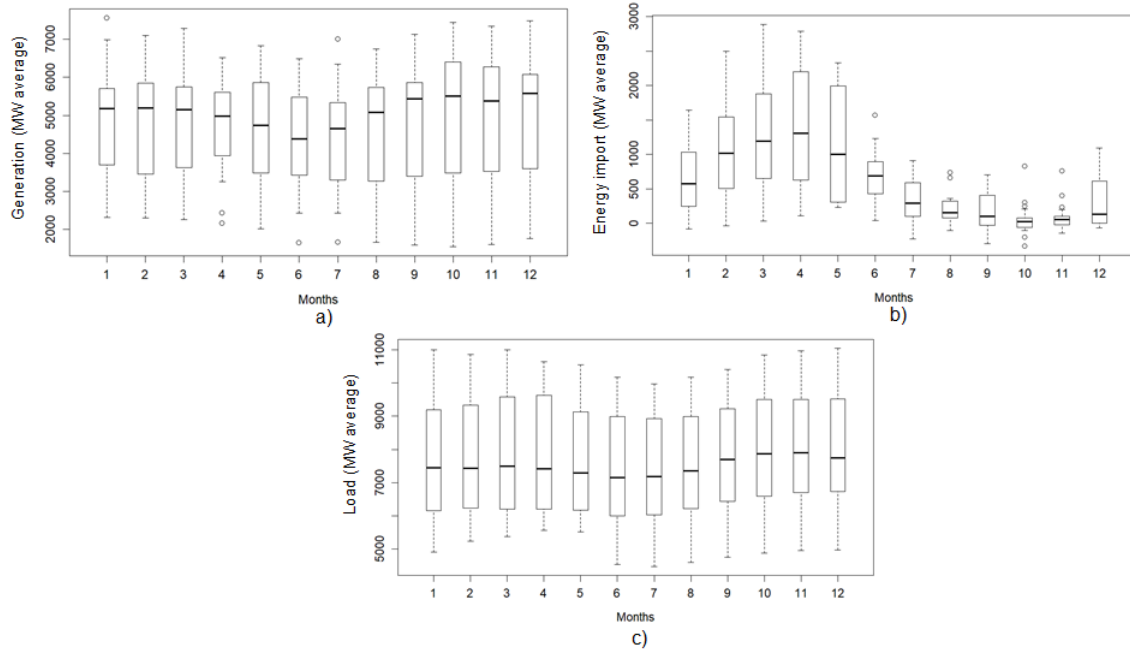 Generation (MW average)
7000
6000
5000
4000
3000
2000
1 2 3 4 5 6 7 8 9 10 11 12
Months
a)
Energy import (MW average)
3000
2000
1000
500
0
1 2 3 4 5 6 7 8 9 10 11 12
Months
b)
Load (MW average)
11000
9000
7000
5000
1 2 3 4 5 6 7 8 9 10 11 12
Months
c)